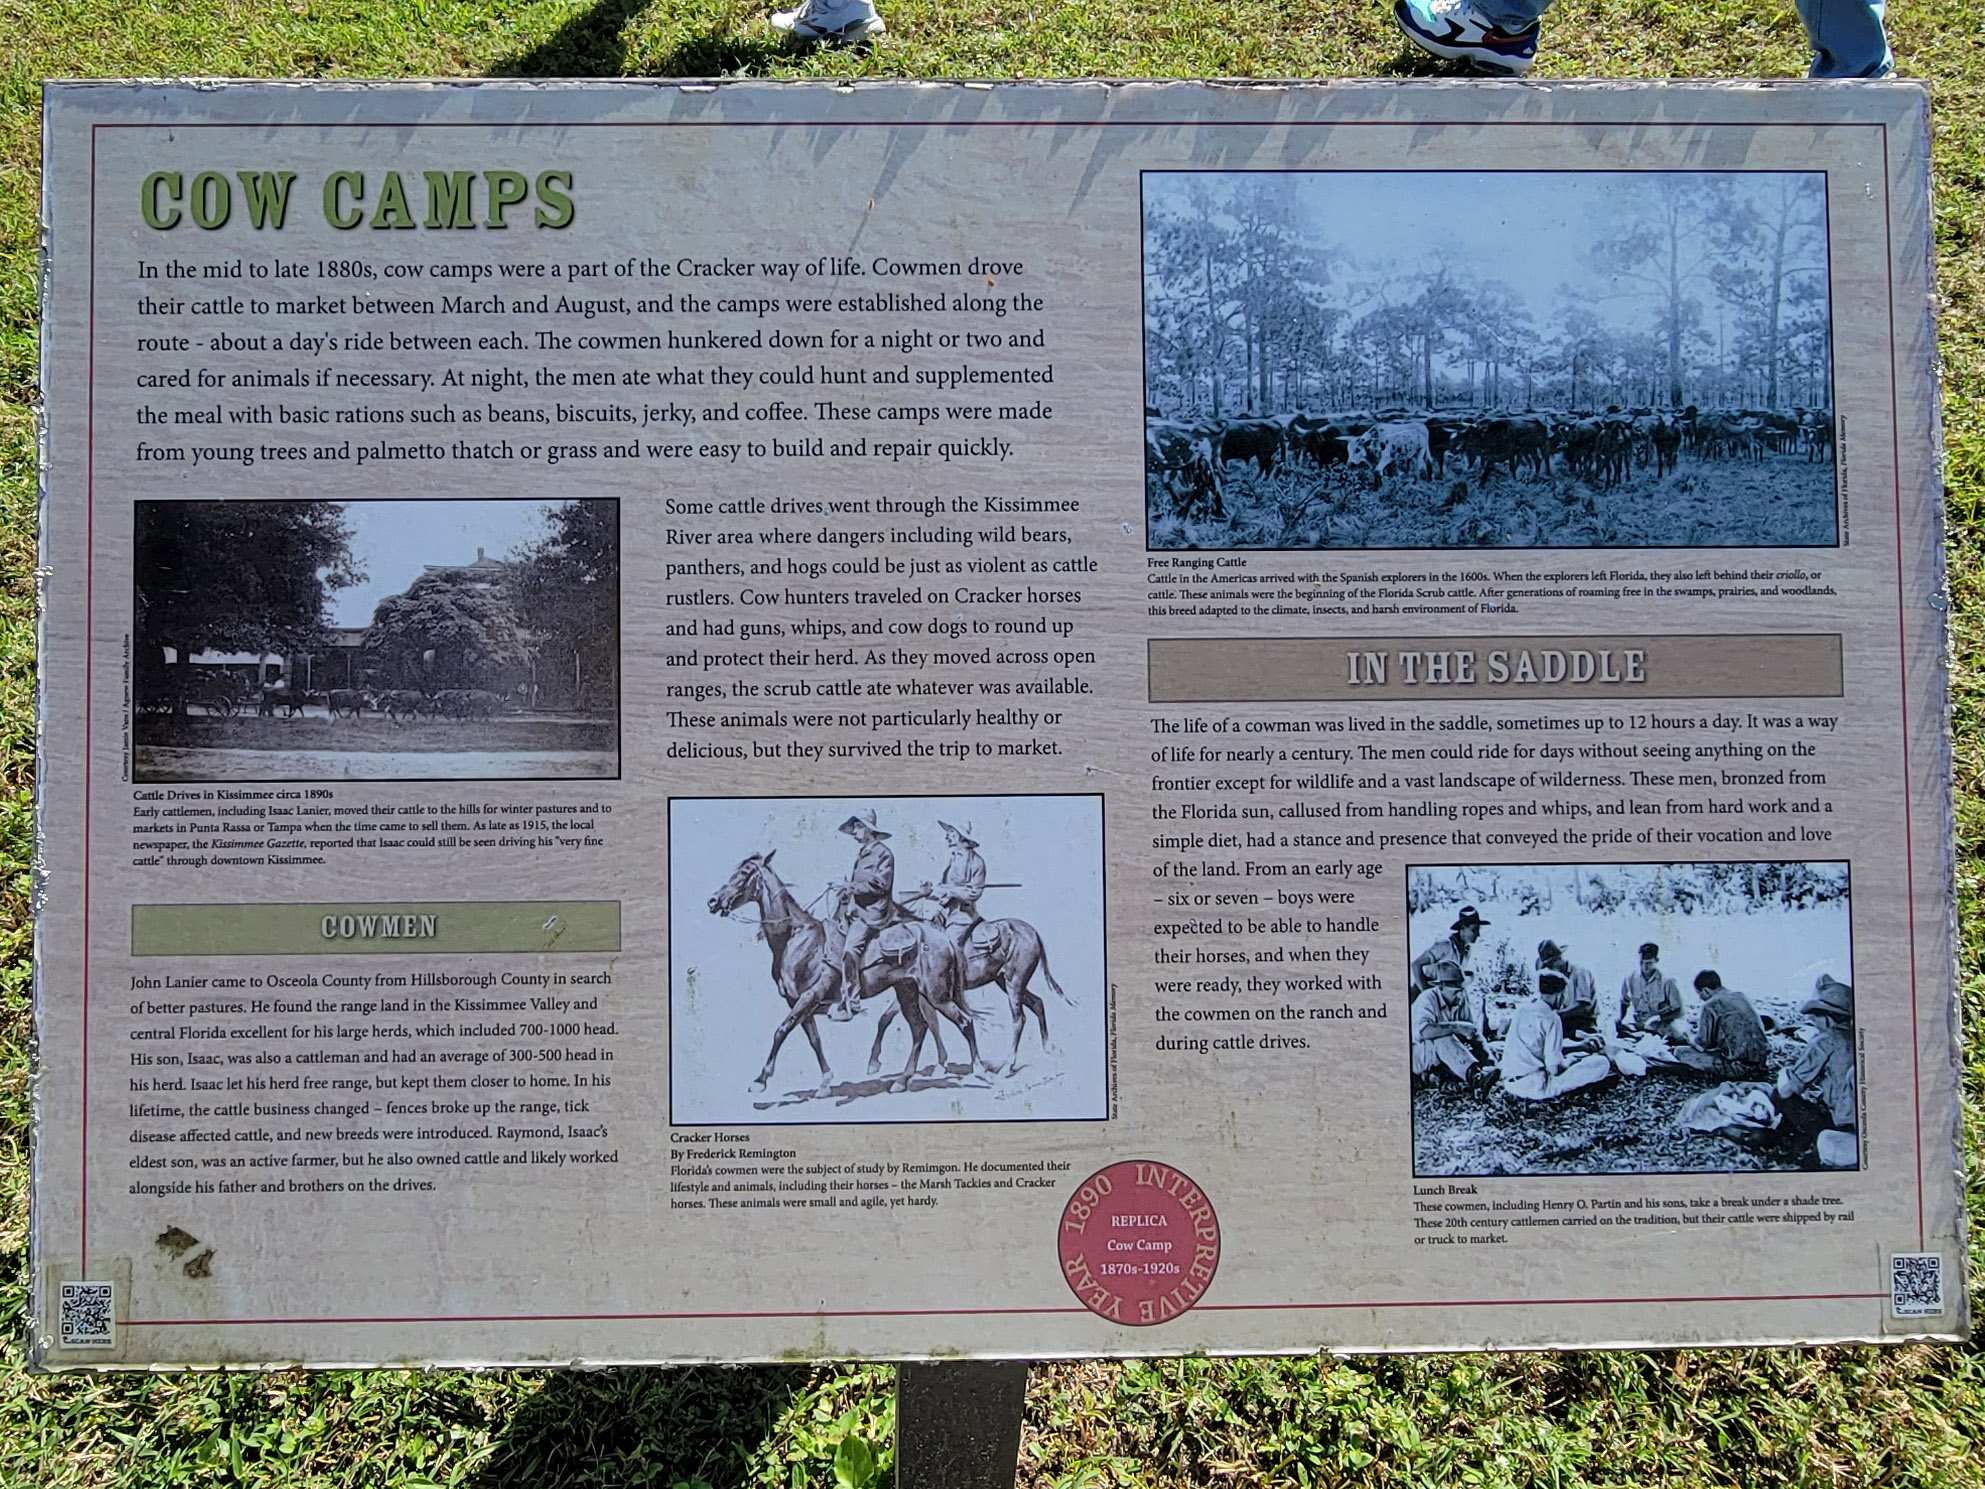 COW CAMPS
In the mid to late 1880s, cow camps were a part of the Cracker way of life. Cowmen drove
their cattle to market between March and August, and the camps were established along the
route - about a day's ride between each. The cowmen hunkered down for a night or two and
cared for animals if necessary. At night, the men ate what they could hunt and supplemented
the meal with basic rations such as beans, biscuits, jerky, and coffee. These camps were made
from young trees and palmetto thatch or grass and were easy to build and repair quickly.
Cattle Drives in Kissimmee circa 1890s
Early cattlemen, including Isaac Lanier, moved their cattle to the hills for winter pastures and to
markets in Punta Rassa or Tampa when the time came to sell them. As late as 1915, the local
newspaper, the Kissimmee Gazette, reported that Isaac could still be seen driving his "very fine
cattle" through downtown Kissimmee.
COWMEN
John Lanier came to Osceola County from Hillsborough County in search
of better pastures. He found the range land in the Kissimmee Valley and
central Florida excellent for his large herds, which included 700-1000 head.
His son, Isaac, was also a cattleman and had an average of 300-500 head in
his herd. Isaac let his herd free range, but kept them closer to home. In his
lifetime, the cattle business changed – fences broke up the range, tick
disease affected cattle, and new breeds were introduced. Raymond, Isaac's
eldest son, was an active farmer, but he also owned cattle and likely worked
alongside his father and brothers on the drives.
Some cattle drives went through the Kissimmee
River area where dangers including wild bears,
panthers, and hogs could be just as violent as cattle
rustlers. Cow hunters traveled on Cracker horses
and had guns, whips, and cow dogs to round up
and protect their herd. As they moved across open
ranges, the scrub cattle ate whatever was available.
These animals were not particularly healthy or
delicious, but they survived the trip to market.
State Archives of Florida, Florida Memory
Cracker Horses
By Frederick Remington
Florida's cowmen were the subject of study by Remimgon. He documented their
lifestyle and animals, including their horses – the Marsh Tackies and Cracker
horses. These animals were small and agile, yet hardy.
State Archives of Florida, Florida Memory
Free Ranging Cattle
Cattle in the Americas arrived with the Spanish explorers in the 1600s. When the explorers left Florida, they also left behind their criollo, or
cattle. These animals were the beginning of the Florida Scrub cattle. After generations of roaming free in the swamps, prairies, and woodlands,
this breed adapted to the climate, insects, and harsh environment of Florida.
IN THE SADDLE
The life of a cowman was lived in the saddle, sometimes up to 12 hours a day. It was a way
of life for nearly a century. The men could ride for days without seeing anything on the
frontier except for wildlife and a vast landscape of wilderness. These men, bronzed from
the Florida sun, callused from handling ropes and whips, and lean from hard work and a
simple diet, had a stance and presence that conveyed the pride of their vocation and love
of the land. From an early age
– six or seven – boys were
expected to be able to handle
their horses, and when they
were ready, they worked with
the cowmen on the ranch and
during cattle drives.
Courtesy Osceola County Historical Society
Lunch Break
These cowmen, including Henry O. Partin and his sons, take a break under a shade tree.
These 20th century cattlemen carried on the tradition, but their cattle were shipped by rail
or truck to market.
1890 INTERPRETIVE YEAR
REPLICA
Cow Camp
1870s-1920s
SCAN HERE
SCAN HERE